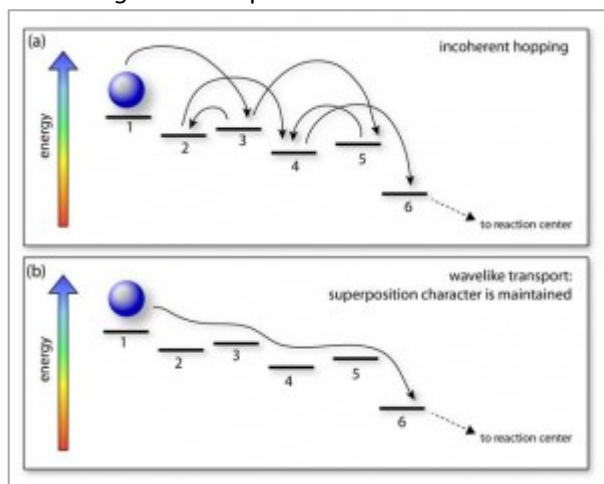 (a)
incoherent hopping
energy
1
2
3
4
5
6
to reaction center
(b)
wavelike transport:
superposition character is maintained
energy
1
2
3
4
5
6
to reaction center